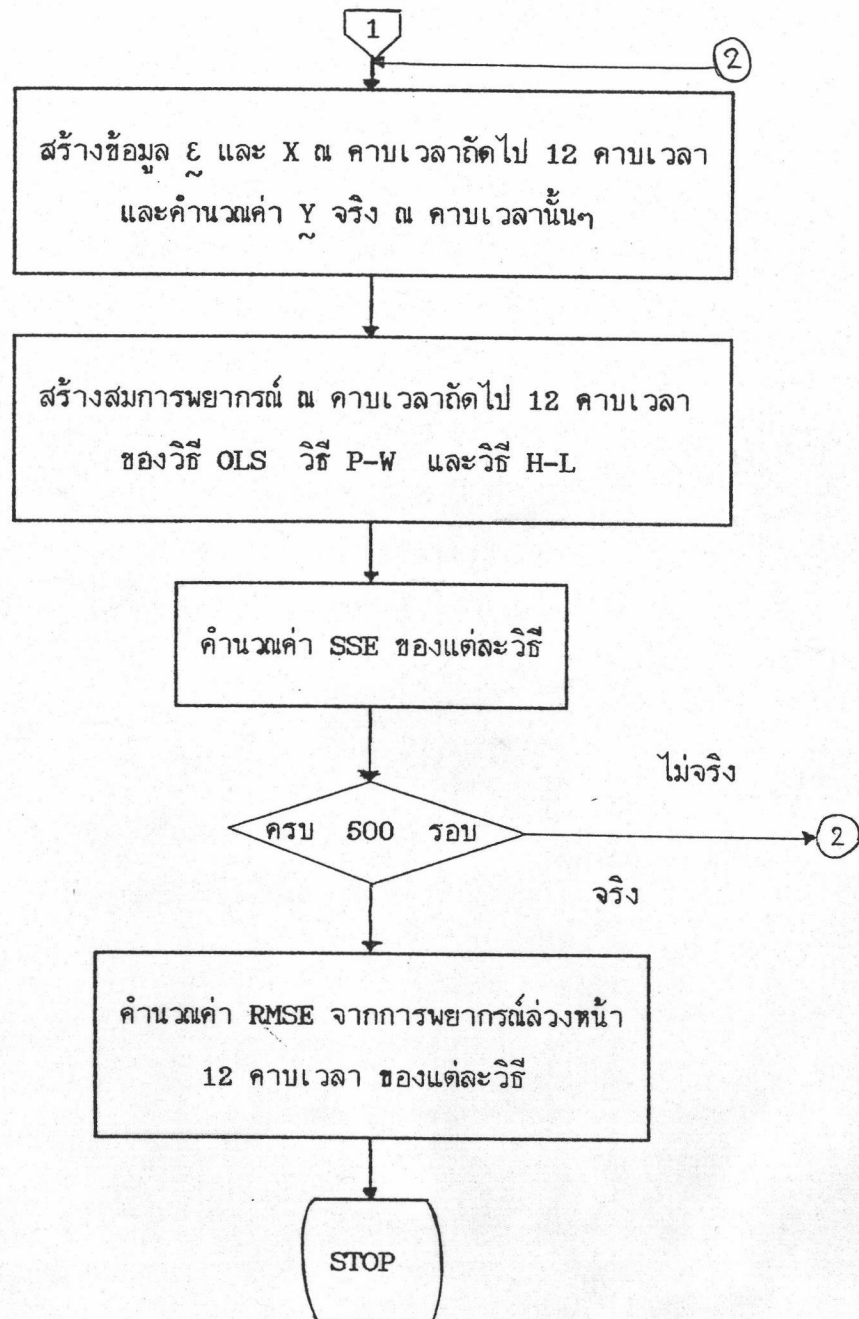 1
2
สร้างข้อมูล ε และ X ณ คาบเวลาถัดไป 12 คาบเวลา
และคำนวณค่า Y จริง ณ คาบเวลานั้นๆ
สร้างสมการพยากรณ์ ณ คาบเวลาถัดไป 12 คาบเวลา
ของวิธี OLS วิธี P-W และวิธี H-L
คำนวณค่า SSE ของแต่ละวิธี
ไม่จริง
ครบ 500 รอบ
2
จริง
คำนวณค่า RMSE จากการพยากรณ์ล่วงหน้า
12 คาบเวลา ของแต่ละวิธี
STOP